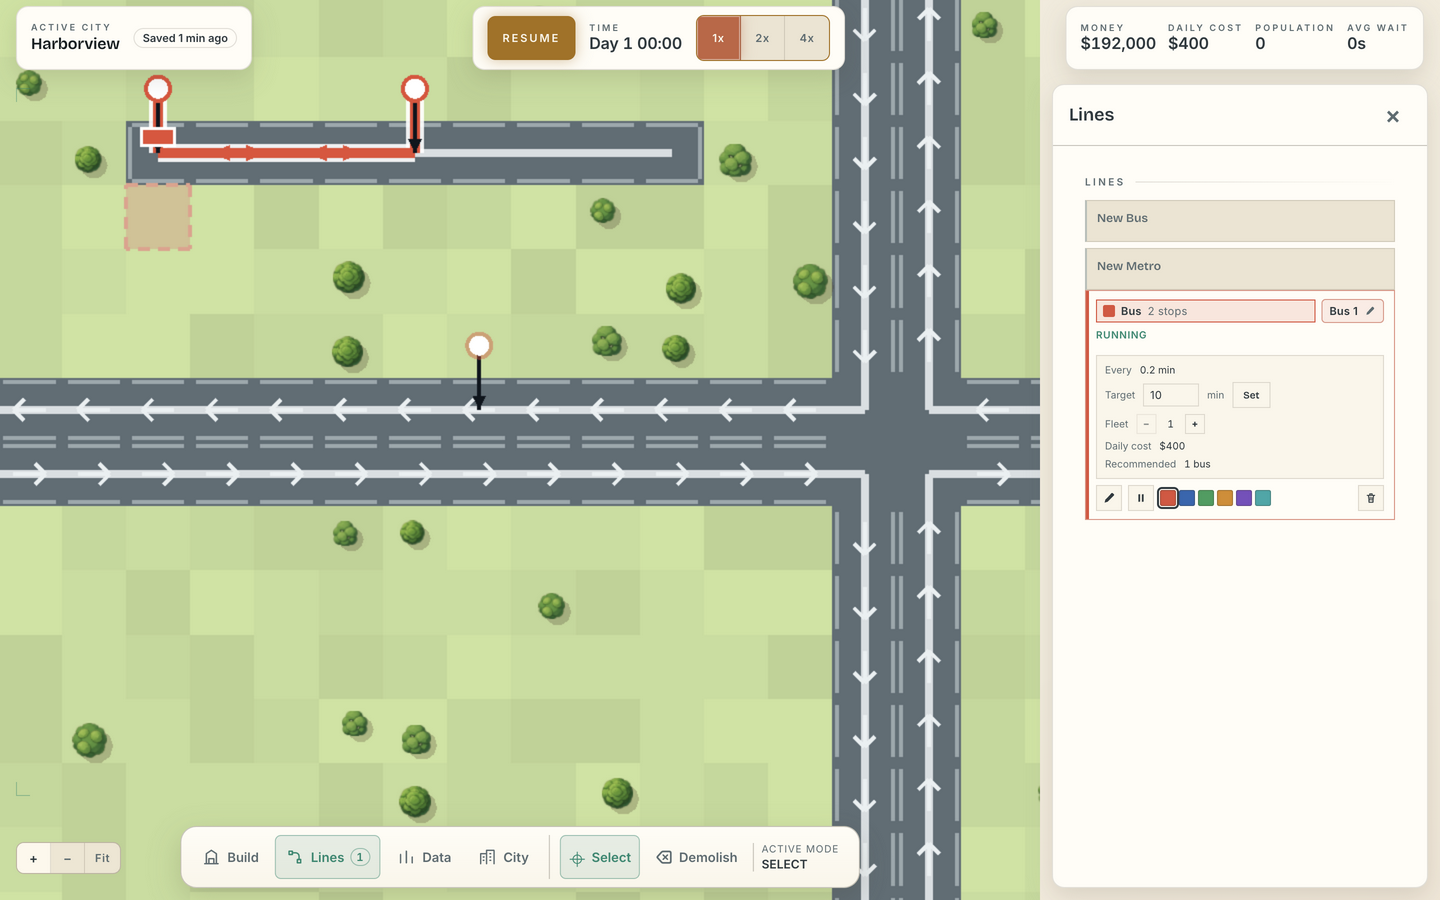 ACTIVE CITY
Harborview
Saved 1 min ago
RESUME
TIME
Day 1 00:00
1x
2x
4x
MONEY
$192,000
DAILY COST
$400
POPULATION
0
AVG WAIT
0s
Lines
LINES
New Bus
New Metro
Bus 2 stops
Bus 1
RUNNING
Every 0.2 min
Target 10 min Set
Fleet − 1 +
Daily cost $400
Recommended 1 bus
+ − Fit
Build
Lines 1
Data
City
Select
Demolish
ACTIVE MODE
SELECT